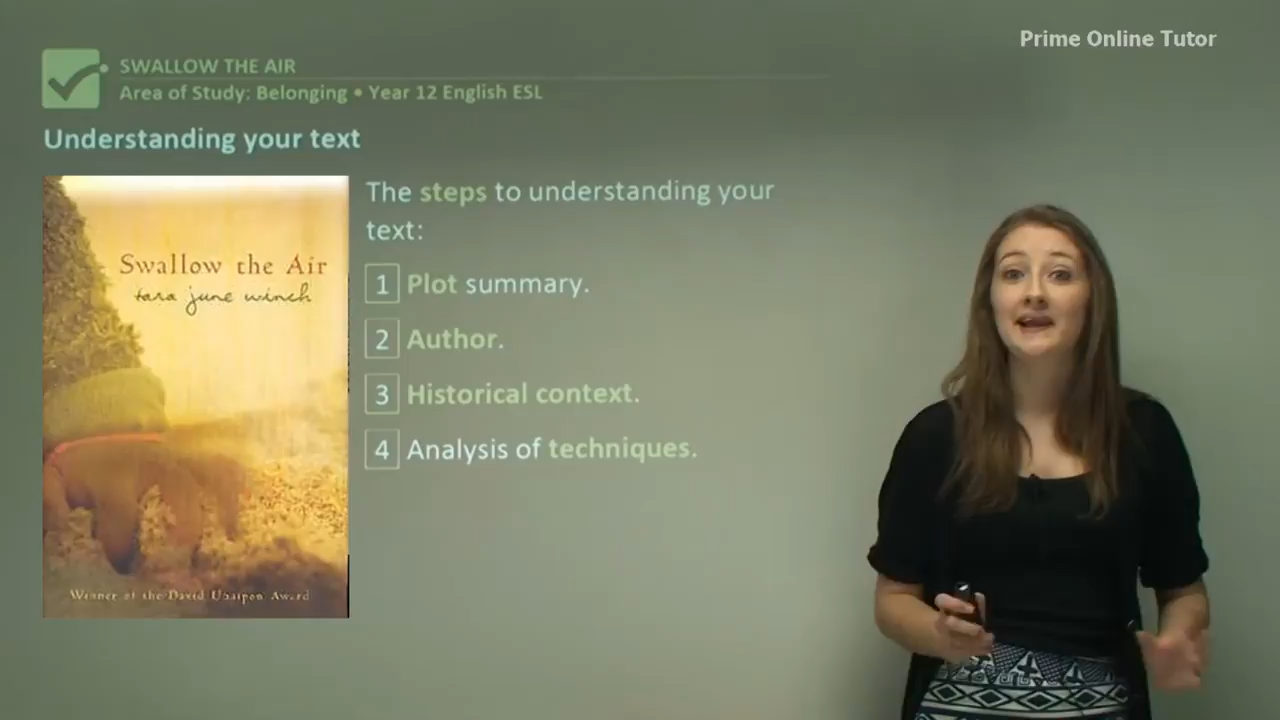 Prime Online Tutor
SWALLOW THE AIR
Area of Study: Belonging • Year 12 English ESL
Understanding your text
Swallow the Air
tara june winch
Winner of the David Unaipon Award
The steps to understanding your
text:
1 Plot summary.
2 Author.
3 Historical context.
4 Analysis of techniques.